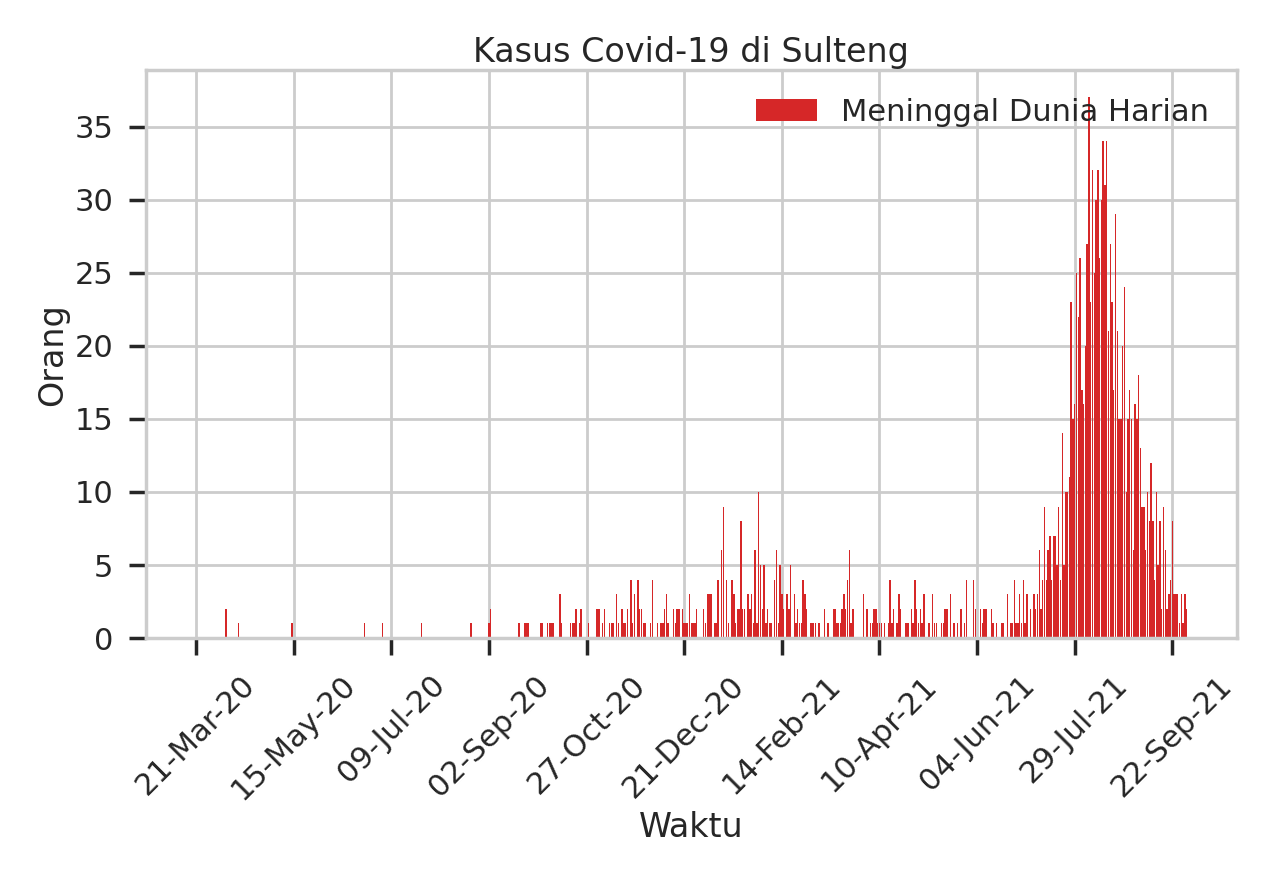 Kasus Covid-19 di Sulteng
Meninggal Dunia Harian
35
30
25
20
15
10
5
0
Orang
21-Mar-20
15-May-20
09-Jul-20
02-Sep-20
27-Oct-20
21-Dec-20
14-Feb-21
10-Apr-21
04-Jun-21
29-Jul-21
22-Sep-21
Waktu